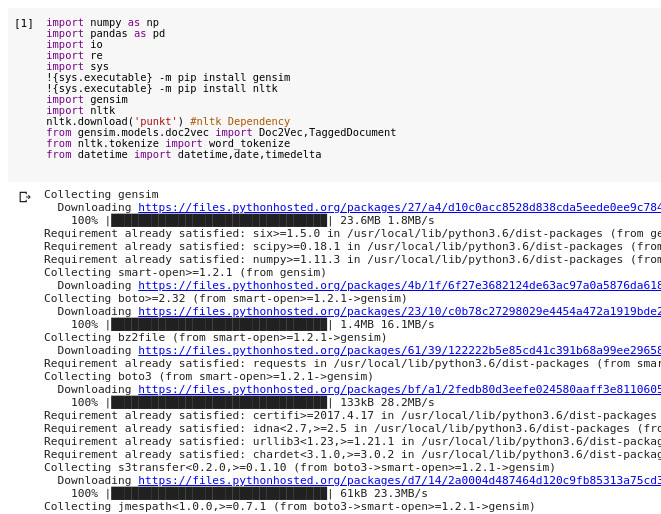 [1] import numpy as np
import pandas as pd
import io
import re
import sys
!{sys.executable} -m pip install gensim
!{sys.executable} -m pip install nltk
import gensim
import nltk
nltk.download('punkt') #nltk Dependency
from gensim.models.doc2vec import Doc2Vec,TaggedDocument
from nltk.tokenize import word_tokenize
from datetime import datetime,date,timedelta
Collecting gensim
Downloading https://files.pythonhosted.org/packages/27/a4/d10c0acc8528d838cda5eede0ee9c784
100% |████████████████████████████████| 23.6MB 1.8MB/s
Requirement already satisfied: six>=1.5.0 in /usr/local/lib/python3.6/dist-packages (from ge
Requirement already satisfied: scipy>=0.18.1 in /usr/local/lib/python3.6/dist-packages (from
Requirement already satisfied: numpy>=1.11.3 in /usr/local/lib/python3.6/dist-packages (from
Collecting smart-open>=1.2.1 (from gensim)
Downloading https://files.pythonhosted.org/packages/4b/1f/6f27e3682124de63ac97a0a5876da618
Collecting boto>=2.32 (from smart-open>=1.2.1->gensim)
Downloading https://files.pythonhosted.org/packages/23/10/c0b78c27298029e4454a472a1919bde2
100% |████████████████████████████████| 1.4MB 16.1MB/s
Collecting bz2file (from smart-open>=1.2.1->gensim)
Downloading https://files.pythonhosted.org/packages/61/39/122222b5e85cd41c391b68a99ee29658
Requirement already satisfied: requests in /usr/local/lib/python3.6/dist-packages (from smar
Collecting boto3 (from smart-open>=1.2.1->gensim)
Downloading https://files.pythonhosted.org/packages/bf/a1/2fedb80d3eefe024580aaff3e8110605
100% |████████████████████████████████| 133kB 28.2MB/s
Requirement already satisfied: certifi>=2017.4.17 in /usr/local/lib/python3.6/dist-packages
Requirement already satisfied: idna<2.7,>=2.5 in /usr/local/lib/python3.6/dist-packages (fro
Requirement already satisfied: urllib3<1.23,>=1.21.1 in /usr/local/lib/python3.6/dist-packag
Requirement already satisfied: chardet<3.1.0,>=3.0.2 in /usr/local/lib/python3.6/dist-packag
Collecting s3transfer<0.2.0,>=0.1.10 (from boto3->smart-open>=1.2.1->gensim)
Downloading https://files.pythonhosted.org/packages/d7/14/2a0004d487464d120c9fb85313a75cd3
100% |████████████████████████████████| 61kB 23.3MB/s
Collecting jmespath<1.0.0,>=0.7.1 (from boto3->smart-open>=1.2.1->gensim)